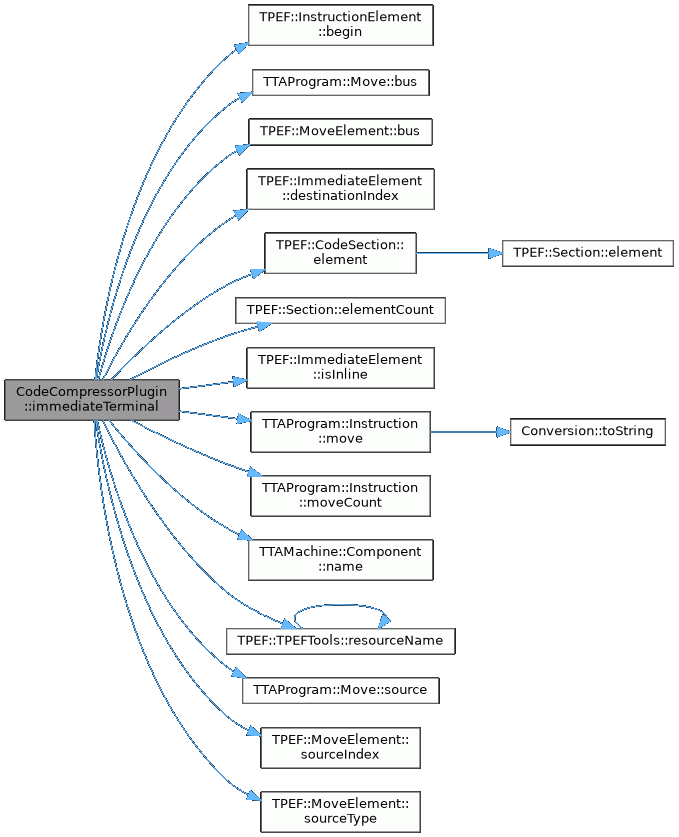 TPEF::InstructionElement
::begin
TTAProgram::Move::bus
TPEF::MoveElement::bus
TPEF::ImmediateElement
::destinationIndex
TPEF::CodeSection::
element
TPEF::Section::element
TPEF::Section::elementCount
TPEF::ImmediateElement
::isInline
CodeCompressorPlugin
::immediateTerminal
TTAProgram::Instruction
::move
Conversion::toString
TTAProgram::Instruction
::moveCount
TTAMachine::Component
::name
TPEF::TPEFTools::resourceName
TTAProgram::Move::source
TPEF::MoveElement::
sourceIndex
TPEF::MoveElement::
sourceType